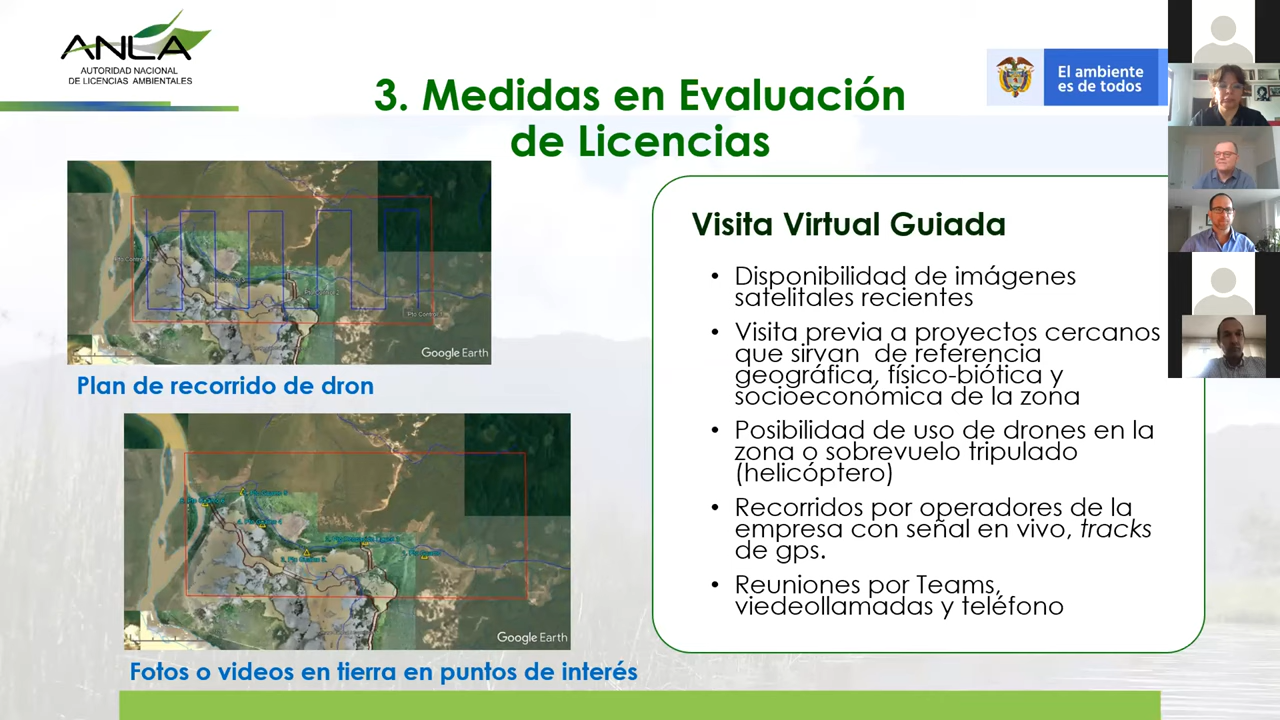 ANLA
AUTORIDAD NACIONAL
DE LICENCIAS AMBIENTALES
El ambiente
es de todos
3. Medidas en Evaluación
de Licencias
Google Earth
Plan de recorrido de dron
Google Earth
Fotos o videos en tierra en puntos de interés
Visita Virtual Guiada
• Disponibilidad de imágenes
satelitales recientes
• Visita previa a proyectos cercanos
que sirvan de referencia
geográfica, físico-biótica y
socioeconómica de la zona
• Posibilidad de uso de drones en la
zona o sobrevuelo tripulado
(helicóptero)
• Recorridos por operadores de la
empresa con señal en vivo, tracks
de gps.
• Reuniones por Teams,
viedeollamadas y teléfono